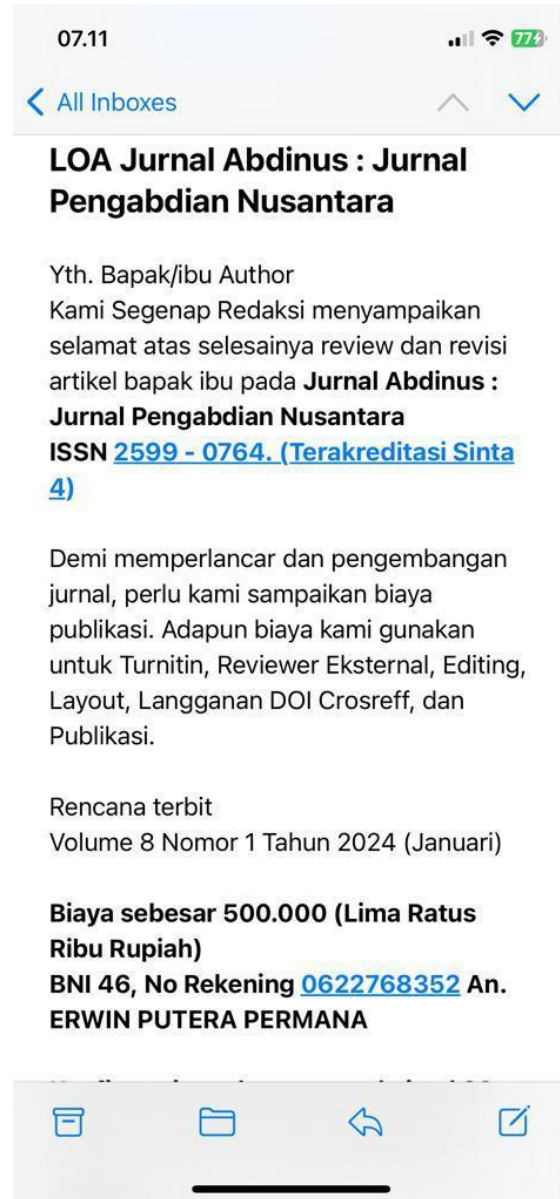 07.11
77
All Inboxes
LOA Jurnal Abdinus : Jurnal
Pengabdian Nusantara
Yth. Bapak/ibu Author
Kami Segenap Redaksi menyampaikan
selamat atas selesainya review dan revisi
artikel bapak ibu pada Jurnal Abdinus :
Jurnal Pengabdian Nusantara
ISSN 2599 - 0764. (Terakreditasi Sinta
4)
Demi memperlancar dan pengembangan
jurnal, perlu kami sampaikan biaya
publikasi. Adapun biaya kami gunakan
untuk Turnitin, Reviewer Eksternal, Editing,
Layout, Langganan DOI Crosreff, dan
Publikasi.
Rencana terbit
Volume 8 Nomor 1 Tahun 2024 (Januari)
Biaya sebesar 500.000 (Lima Ratus
Ribu Rupiah)
BNI 46, No Rekening 0622768352 An.
ERWIN PUTERA PERMANA